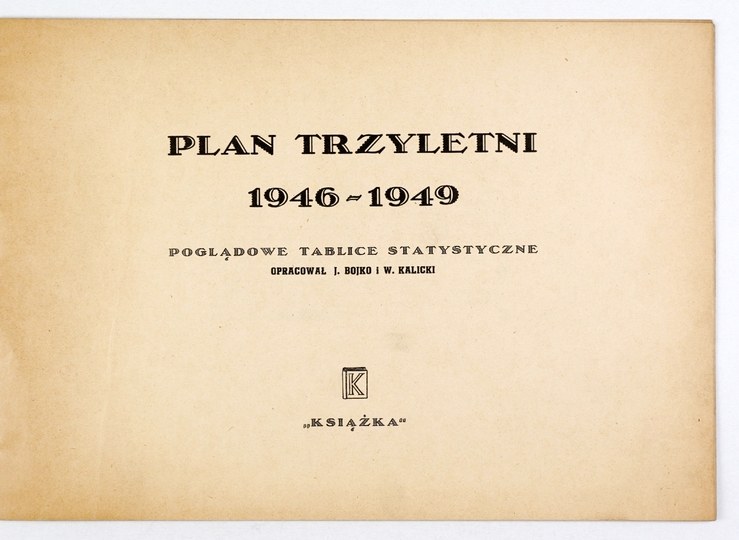 PLAN TRZYLETNI
1946-1949
POGLĄDOWE TABLICE STATYSTYCZNE
OPRACOWAŁ J. BOJKO i W. KALICKI
K
„KSIĄŻKA“